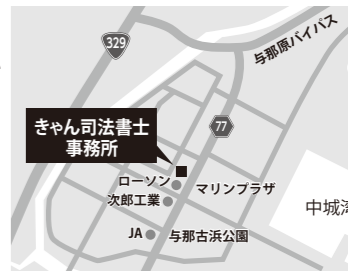 329
与那原バイパス
77
きゃん司法書士
事務所
ローソン
マリンプラザ
次郎工業
中城湾
JA
与那古浜公園